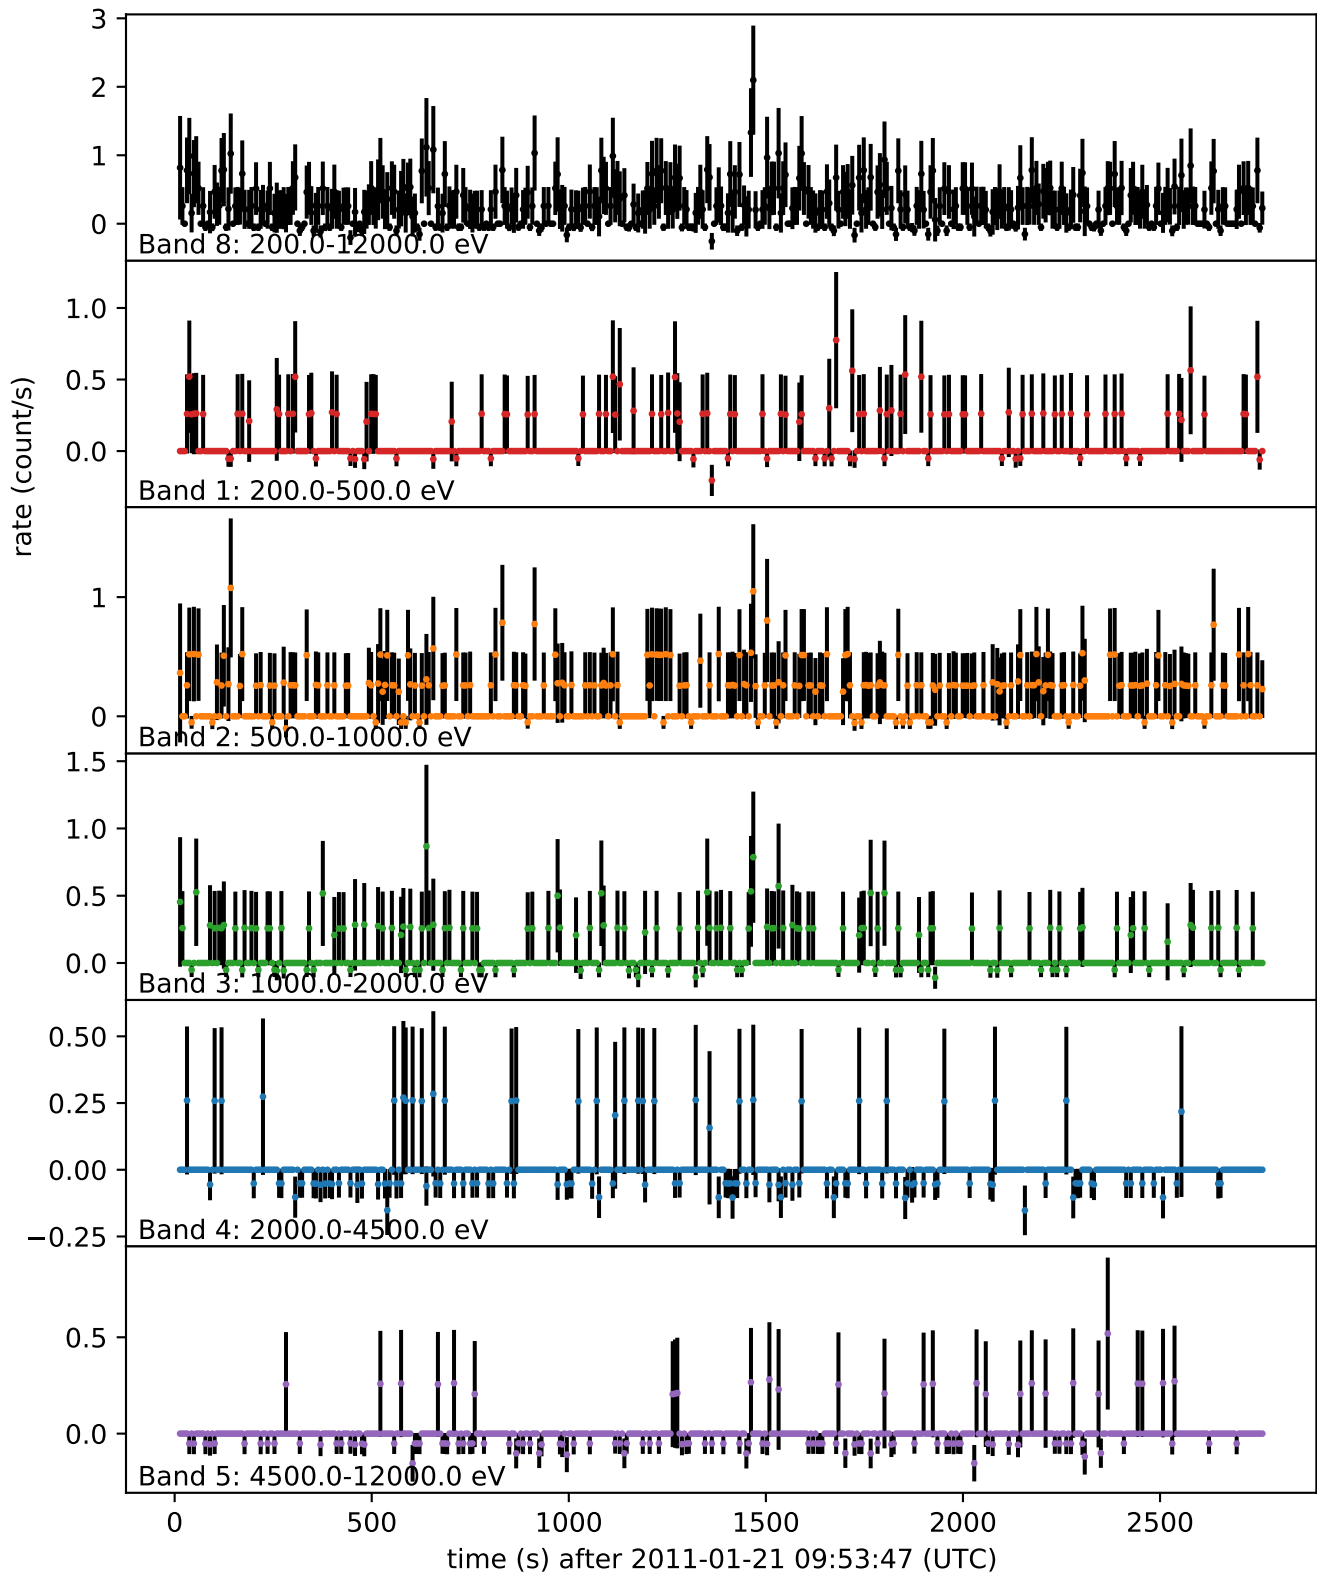 3
2
1
0
Band 8: 200.0-12000.0 eV
1.0
0.5
0.0
Band 1: 200.0-500.0 eV
rate (count/s)
1
0
Band 2: 500.0-1000.0 eV
1.5
1.0
0.5
0.0
Band 3: 1000.0-2000.0 eV
0.50
0.25
0.00
−0.25
Band 4: 2000.0-4500.0 eV
0.5
0.0
Band 5: 4500.0-12000.0 eV
0 500 1000 1500 2000 2500
time (s) after 2011-01-21 09:53:47 (UTC)